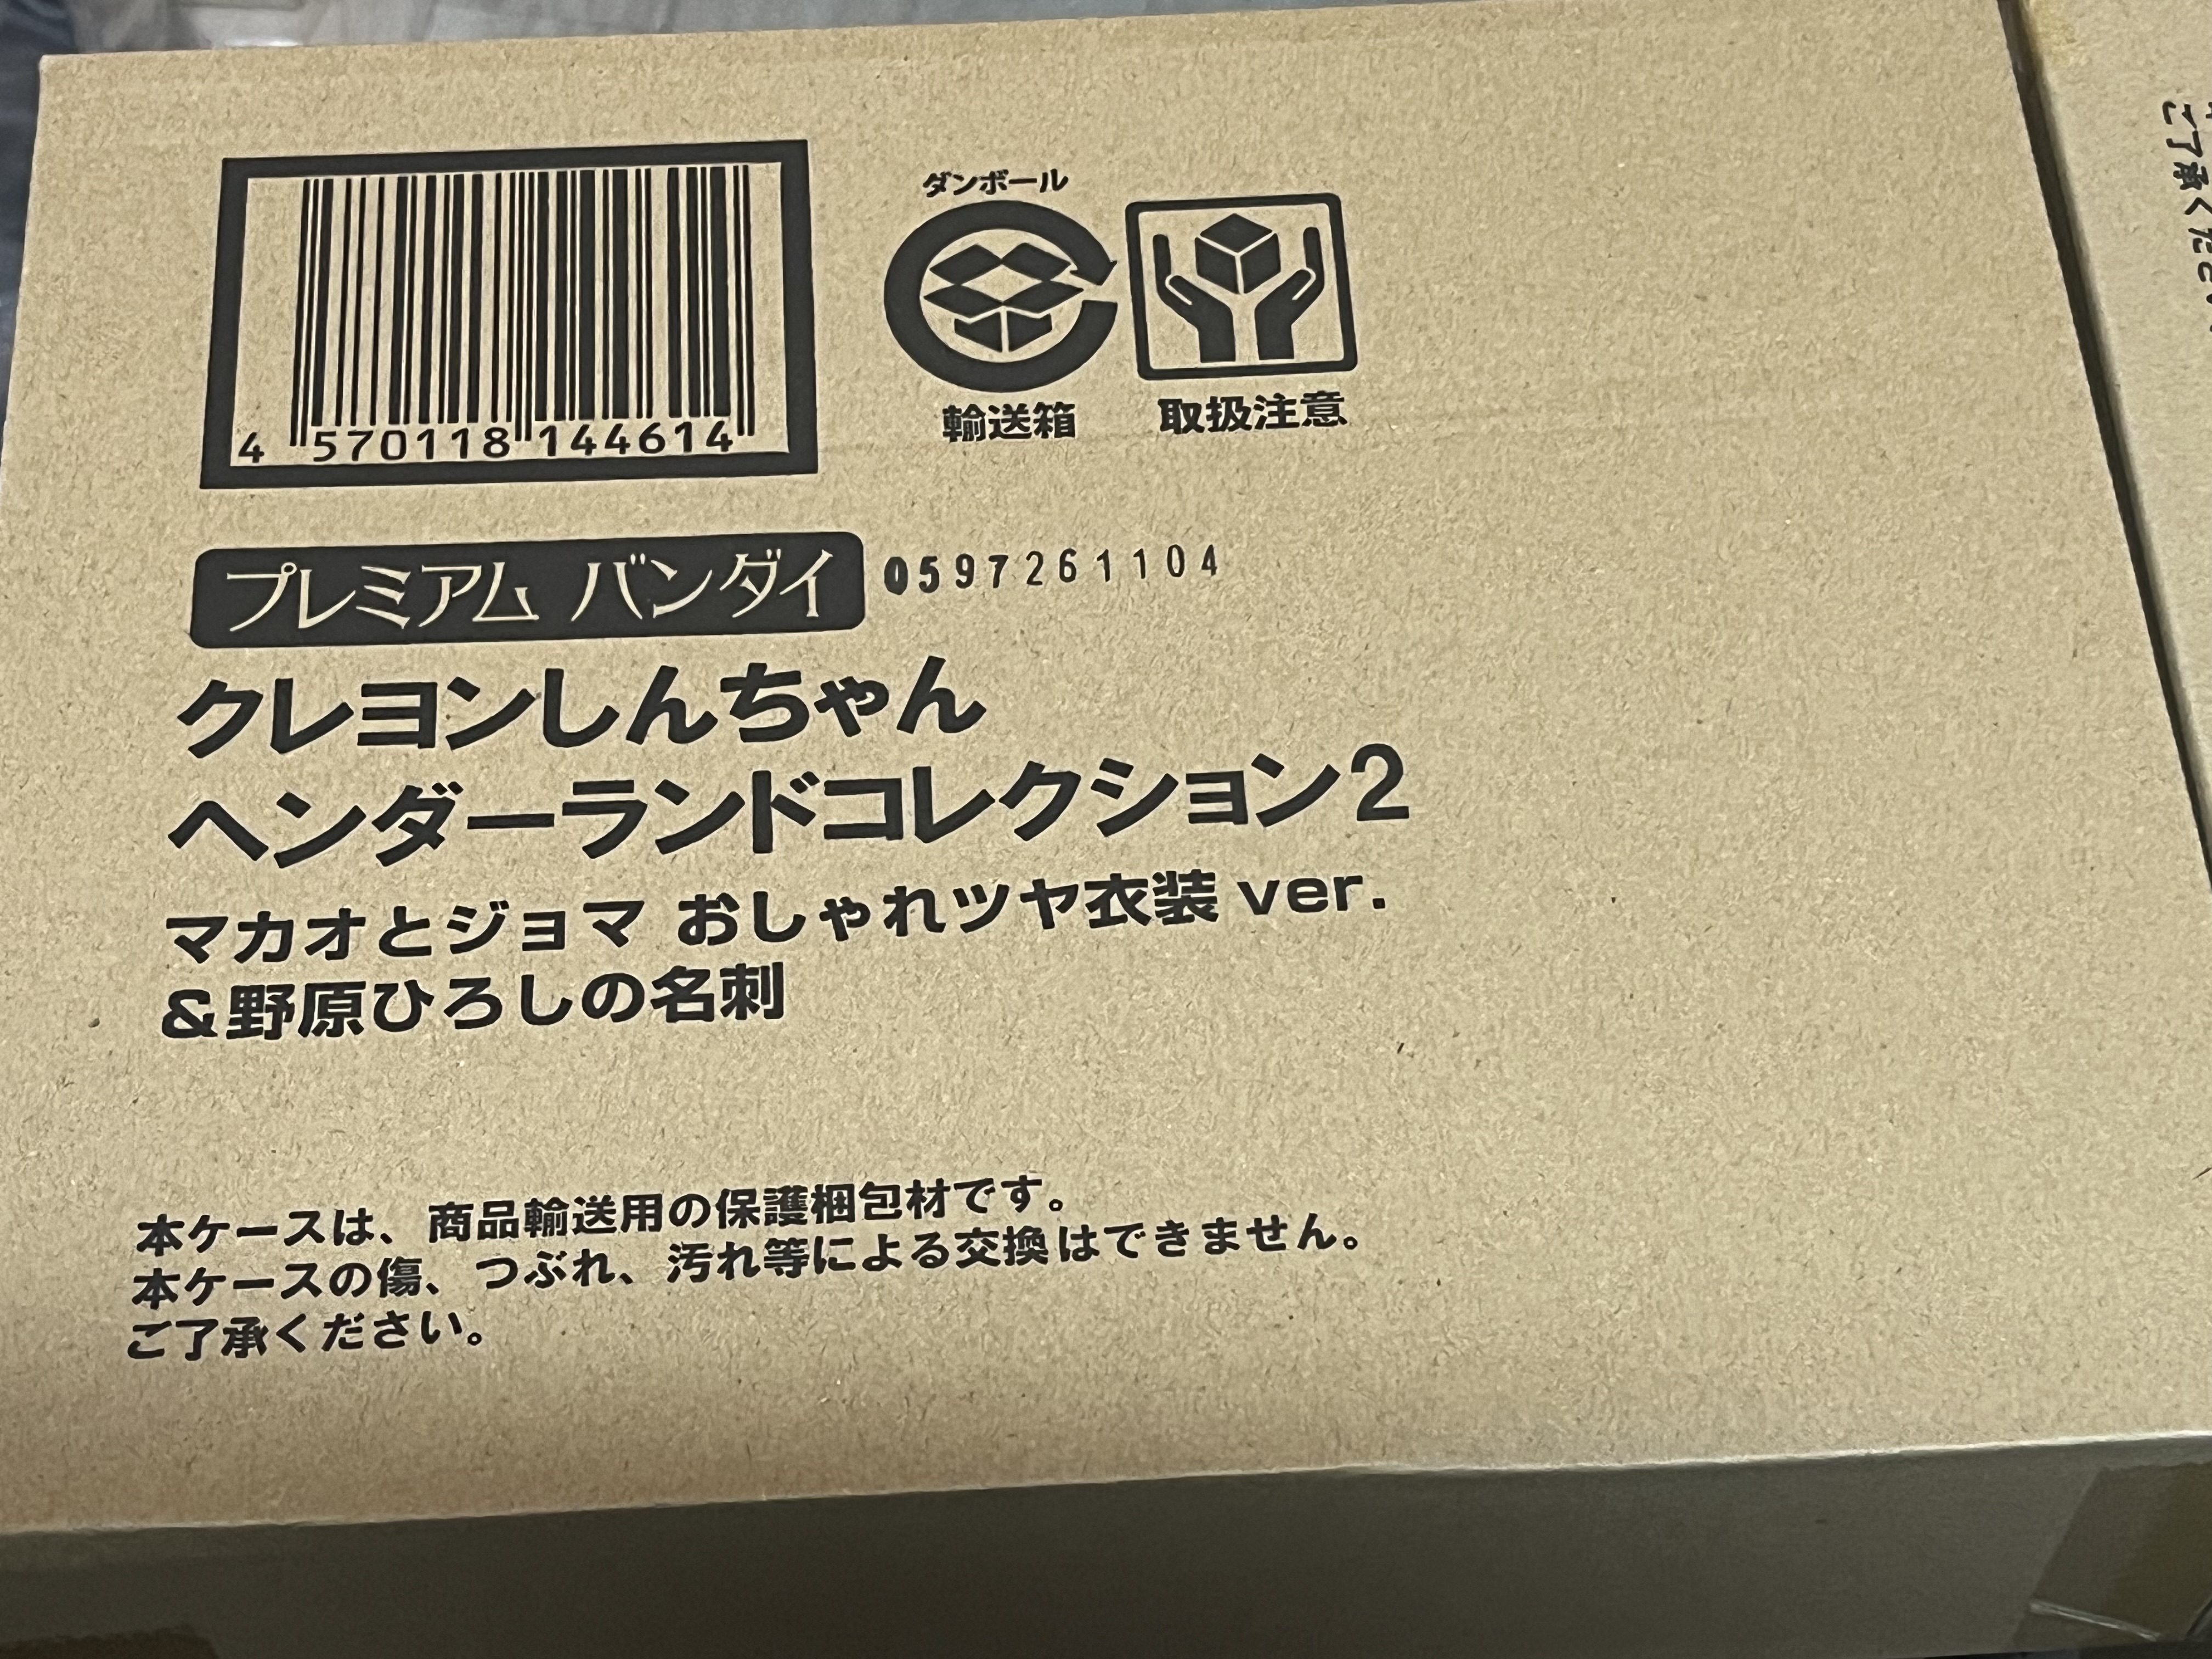 4 570118 144614
ダンボール
輸送箱
取扱注意
プレミアム バンダイ 0597261104
クレヨンしんちゃん
ヘンダーランドコレクション2
マカオとジョマ おしゃれツヤ衣装 ver.
&野原ひろしの名刺
本ケースは、商品輸送用の保護梱包材です。
本ケースの傷、つぶれ、汚れ等による交換はできません。
ご了承ください。
ご了承くださ